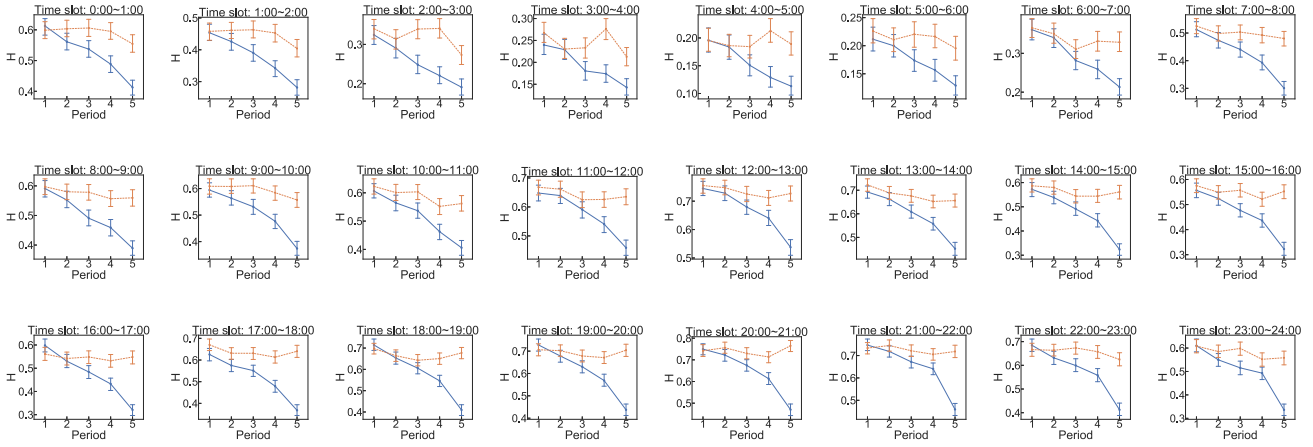 Time slot: 0:00~1:00
H
0.6
0.5
0.4
1 2 3 4 5
Period
Time slot: 1:00~2:00
H
0.5
0.4
0.3
1 2 3 4 5
Period
Time slot: 2:00~3:00
H
0.3
0.2
1 2 3 4 5
Period
Time slot: 3:00~4:00
H
0.30
0.25
0.20
0.15
1 2 3 4 5
Period
Time slot: 4:00~5:00
H
0.20
0.15
0.10
1 2 3 4 5
Period
Time slot: 5:00~6:00
H
0.25
0.20
0.15
1 2 3 4 5
Period
Time slot: 6:00~7:00
H
0.3
0.2
1 2 3 4 5
Period
Time slot: 7:00~8:00
H
0.5
0.4
0.3
1 2 3 4 5
Period
Time slot: 8:00~9:00
H
0.6
0.5
0.4
1 2 3 4 5
Period
Time slot: 9:00~10:00
H
0.6
0.4
1 2 3 4 5
Period
Time slot: 10:00~11:00
H
0.6
0.5
0.4
1 2 3 4 5
Period
Time slot: 11:00~12:00
H
0.7
0.6
0.5
1 2 3 4 5
Period
Time slot: 12:00~13:00
H
0.7
0.6
0.5
1 2 3 4 5
Period
Time slot: 13:00~14:00
H
0.7
0.6
0.5
1 2 3 4 5
Period
Time slot: 14:00~15:00
H
0.6
0.5
0.4
0.3
1 2 3 4 5
Period
Time slot: 15:00~16:00
H
0.6
0.5
0.4
0.3
1 2 3 4 5
Period
Time slot: 16:00~17:00
H
0.6
0.5
0.4
0.3
1 2 3 4 5
Period
Time slot: 17:00~18:00
H
0.7
0.6
0.5
0.4
1 2 3 4 5
Period
Time slot: 18:00~19:00
H
0.7
0.6
0.5
0.4
1 2 3 4 5
Period
Time slot: 19:00~20:00
H
0.7
0.6
0.5
0.4
1 2 3 4 5
Period
Time slot: 20:00~21:00
H
0.8
0.7
0.6
0.5
1 2 3 4 5
Period
Time slot: 21:00~22:00
H
0.7
0.6
0.5
1 2 3 4 5
Period
Time slot: 22:00~23:00
H
0.7
0.6
0.5
0.4
1 2 3 4 5
Period
Time slot: 23:00~24:00
H
0.6
0.5
0.4
0.3
1 2 3 4 5
Period